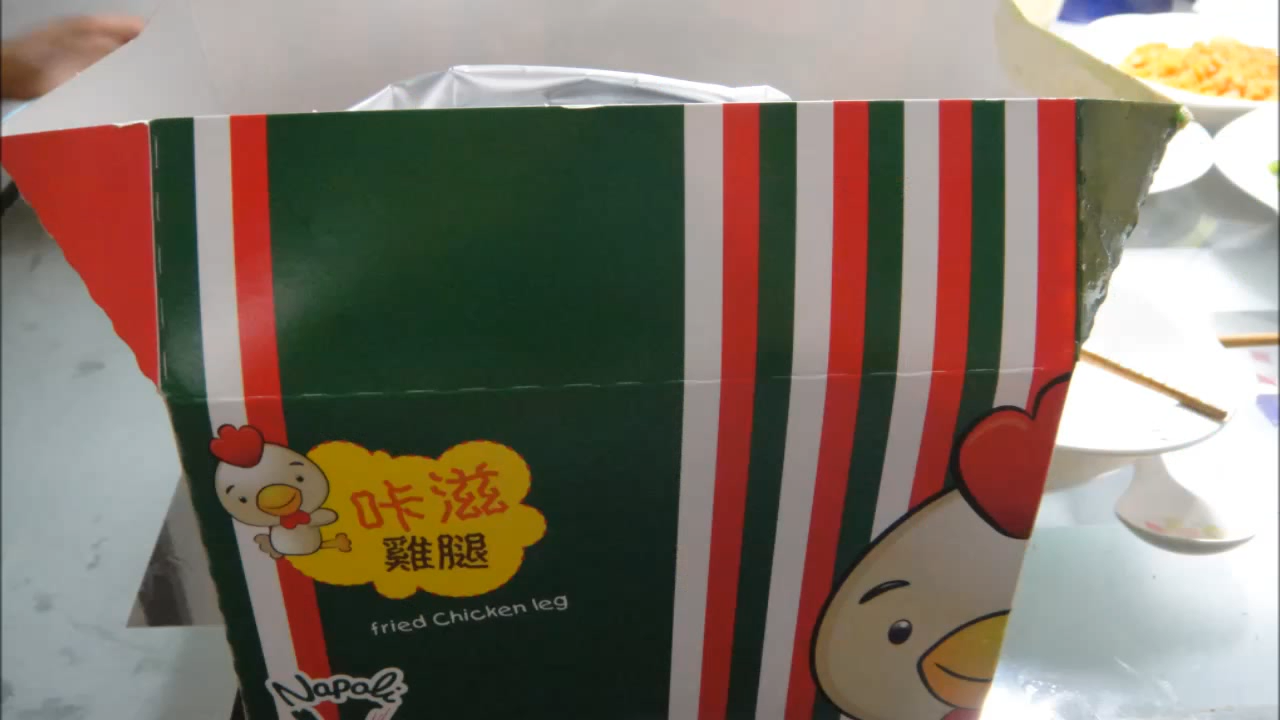 咔滋
雞腿
fried Chicken leg
Napoli